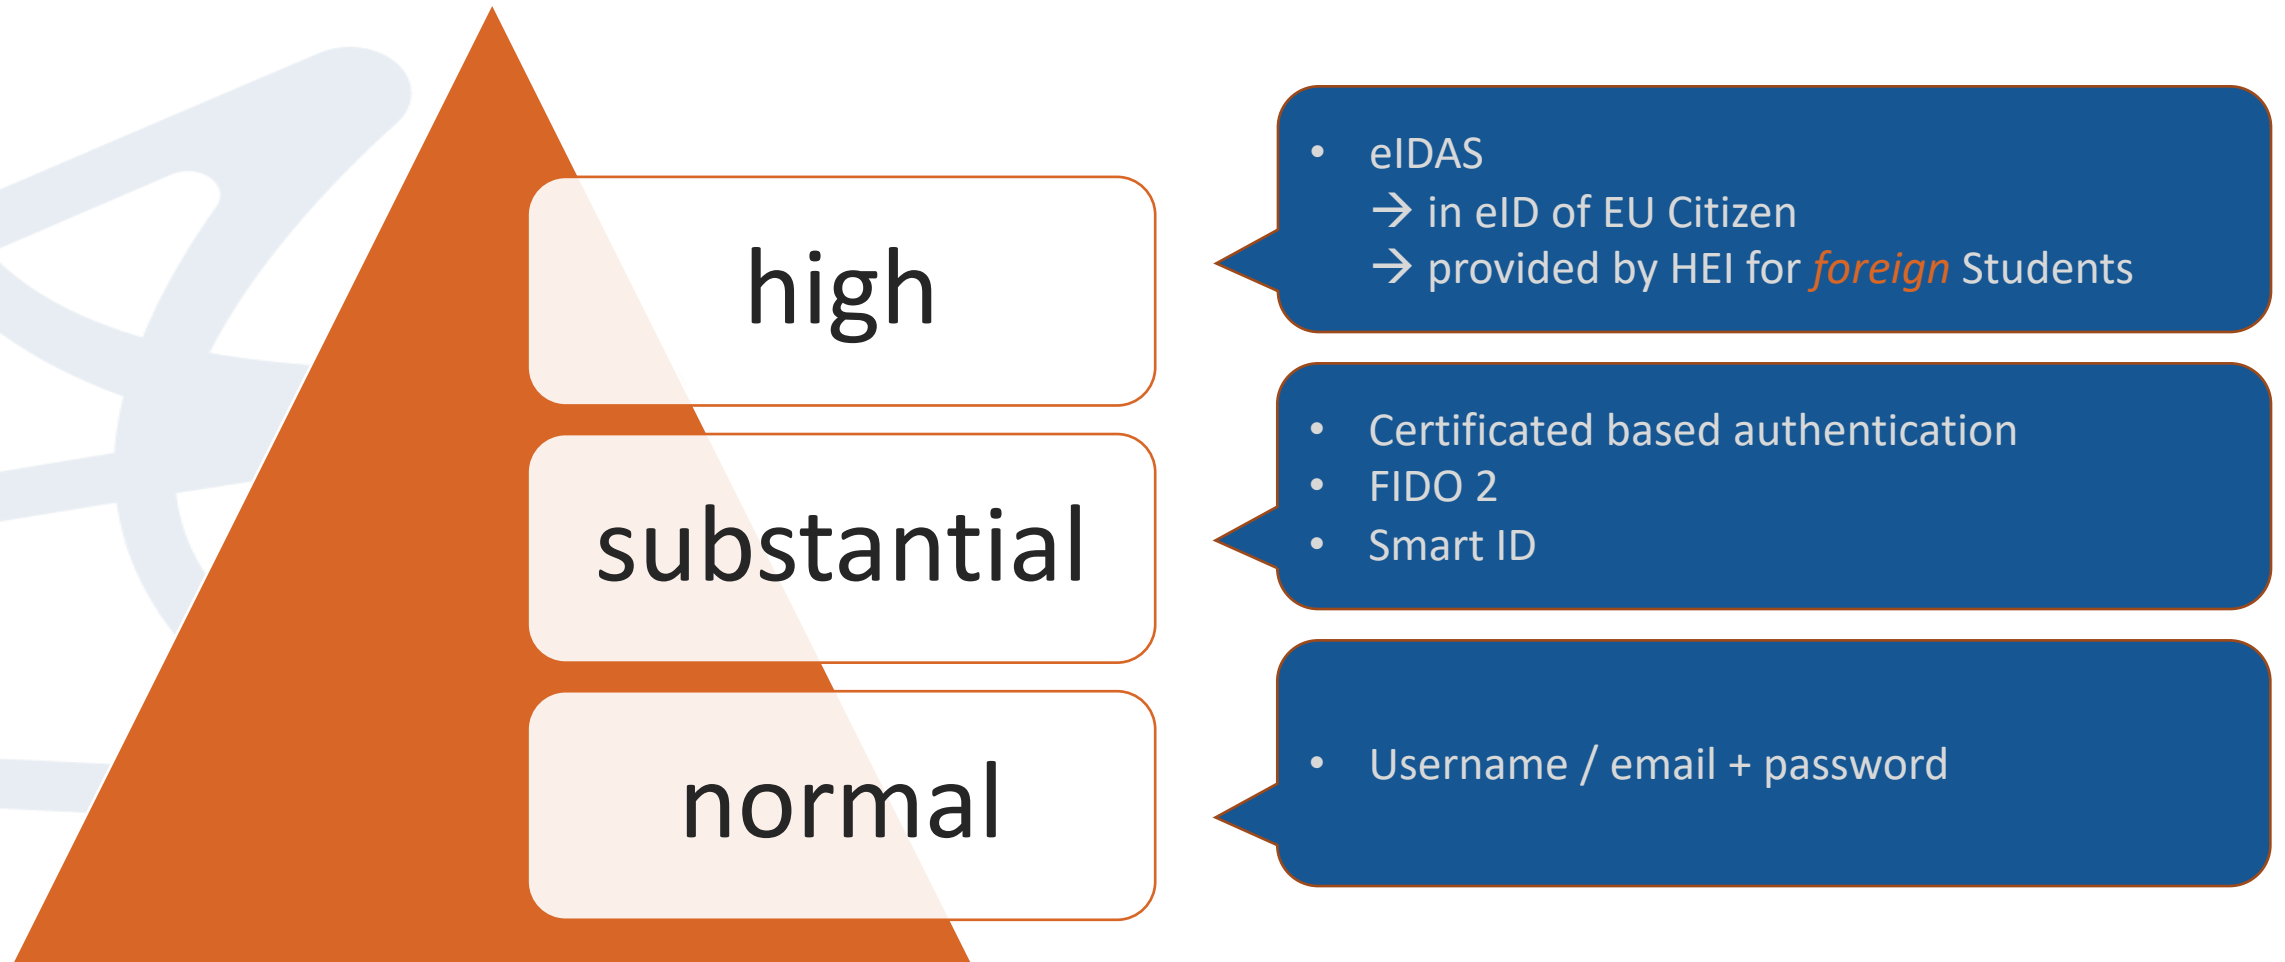 high
• eIDAS
→ in eID of EU Citizen
→ provided by HEI for foreign Students
substantial
• Certificated based authentication
• FIDO 2
• Smart ID
normal
• Username / email + password